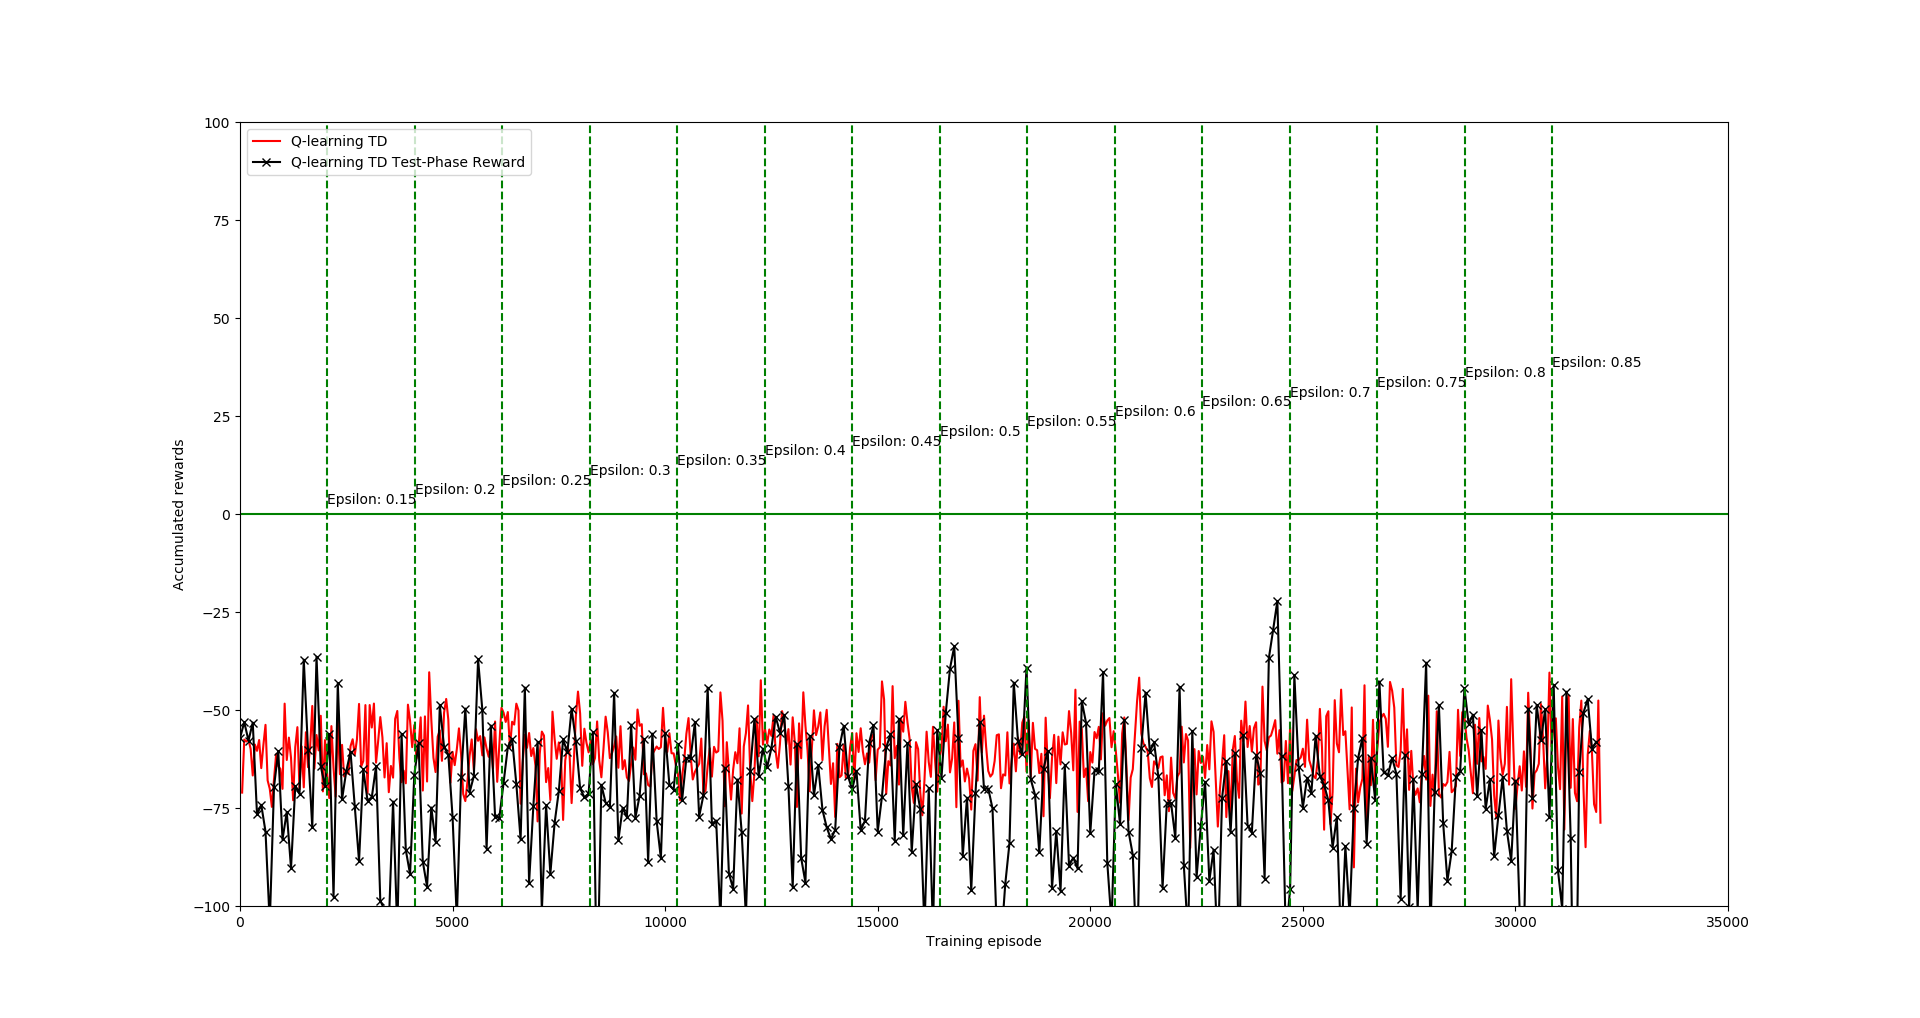 100
75
50
25
0
−25
−50
−75
−100
Accumulated rewards
Q-learning TD
Q-learning TD Test-Phase Reward
Epsilon: 0.15
Epsilon: 0.2
Epsilon: 0.25
Epsilon: 0.3
Epsilon: 0.35
Epsilon: 0.4
Epsilon: 0.45
Epsilon: 0.5
Epsilon: 0.55
Epsilon: 0.6
Epsilon: 0.65
Epsilon: 0.7
Epsilon: 0.75
Epsilon: 0.8
Epsilon: 0.85
0 5000 10000 15000 20000 25000 30000 35000
Training episode